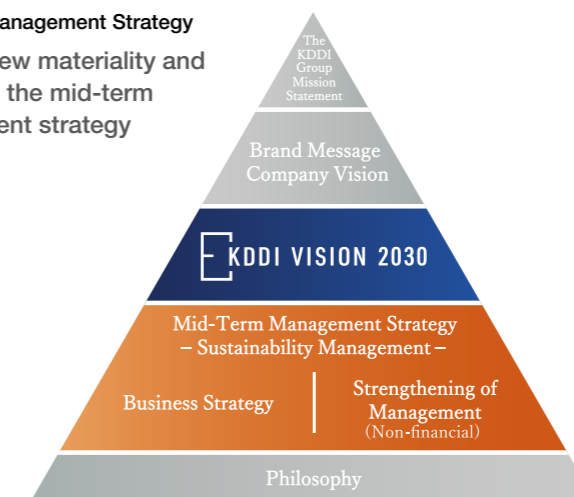 anagement Strategy
ew materiality and
the mid-term
ent strategy
The
KDDI
Group
Mission
Statement
Brand Message
Company Vision
KDDI VISION 2030
Mid-Term Management Strategy
– Sustainability Management –
Business Strategy
Strengthening of
Management
(Non-financial)
Philosophy